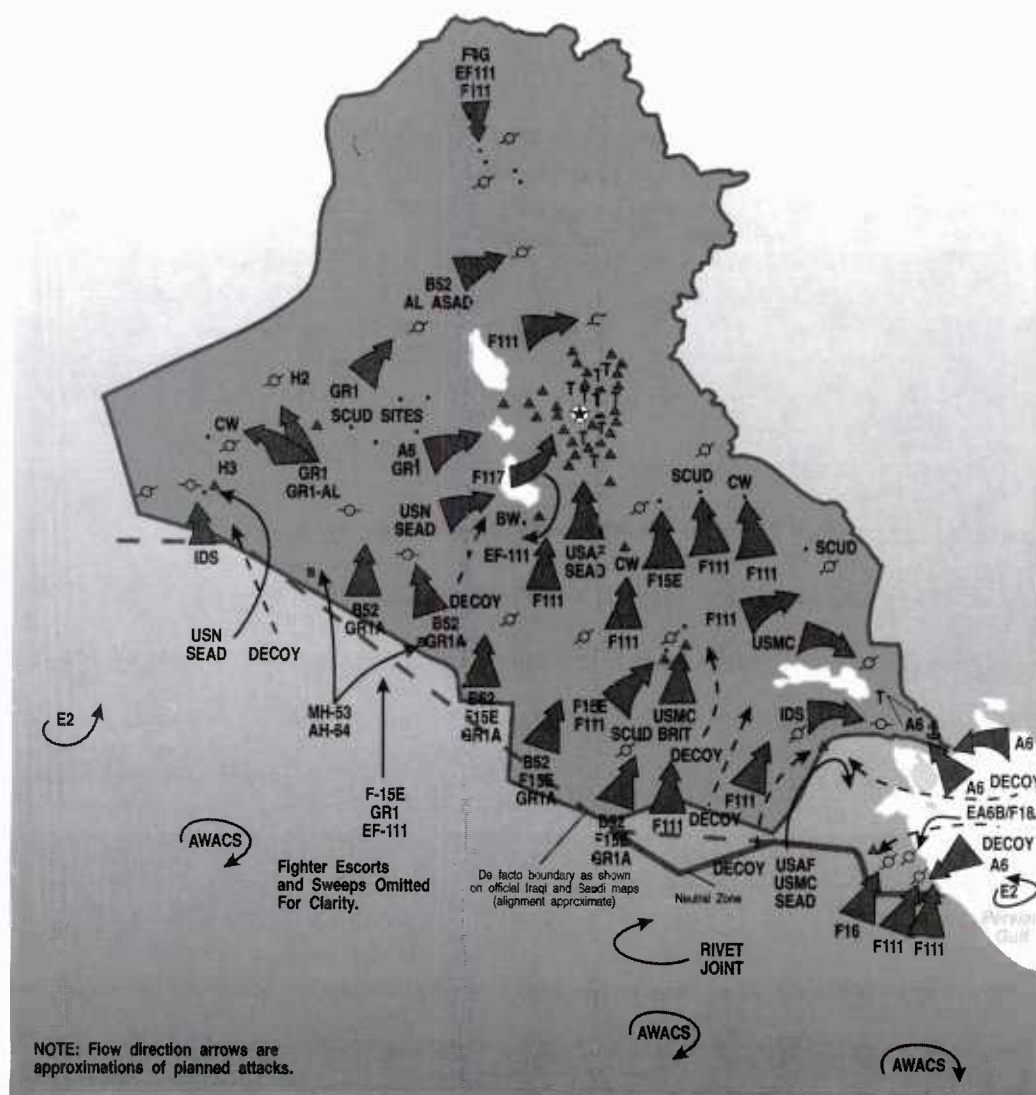 F4G
EF111
F111
B52
AL ASAD
F111
T
T
T
T
T
H2
GR1
SCUD SITES
CW
H3
GR1
GR1-AL
A6
GR1
F117
SCUD
CW
USN
SEAD
BW
EF-111
USAF
SEAD
IDS
CW
F15E
F111
F111
SCUD
B52
GR1A
DECOY
B52
GR1A
F111
F111
F111
USMC
USN
SEAD
DECOY
B52
F15E
GR1A
F15E
F111
USMC
SCUD BRIT
IDS
T
A6
A6
E2
MH-53
AH-64
DECOY
B52
F15E
GR1A
F111
A6
DECOY
EA6B/F18
F-15E
GR1
EF-111
B52
F15E
GR1A
F111
DECOY
DECOY
A6
AWACS
Fighter Escorts
and Sweeps Omitted
For Clarity.
De facto boundary as shown
on official Iraqi and Saudi maps
(alignment approximate)
DECOY
Neutral Zone
USAF
USMC
SEAD
E2
F16
F111
F111
Persian
Gulf
RIVET
JOINT
AWACS
AWACS
NOTE: Flow direction arrows are
approximations of planned attacks.